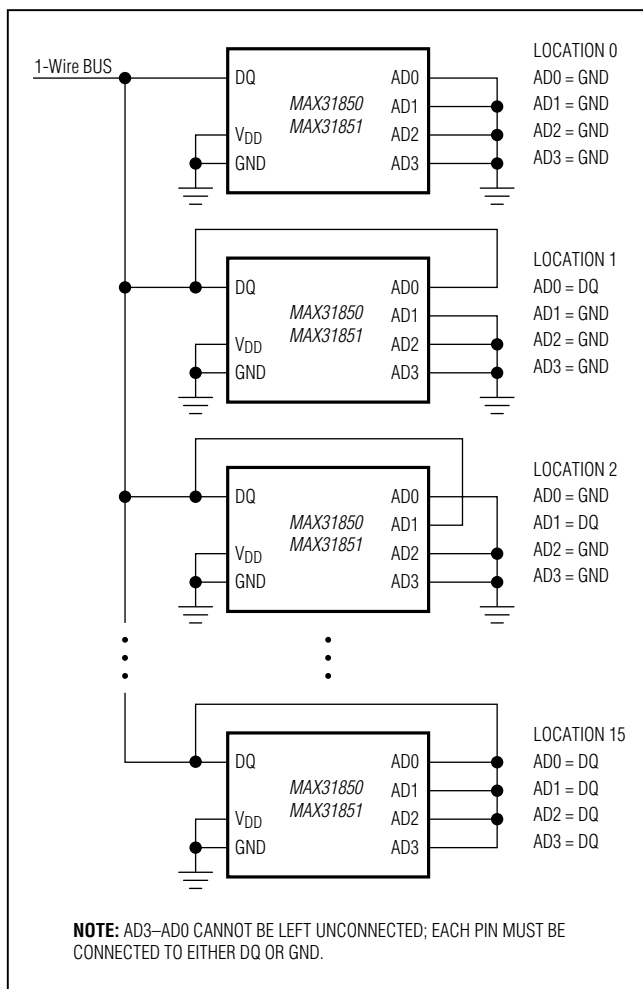 1-Wire BUS
DQ
VDD
GND
MAX31850
MAX31851
AD0
AD1
AD2
AD3
LOCATION 0
AD0 = GND
AD1 = GND
AD2 = GND
AD3 = GND
DQ
VDD
GND
MAX31850
MAX31851
AD0
AD1
AD2
AD3
LOCATION 1
AD0 = DQ
AD1 = GND
AD2 = GND
AD3 = GND
DQ
VDD
GND
MAX31850
MAX31851
AD0
AD1
AD2
AD3
LOCATION 2
AD0 = GND
AD1 = DQ
AD2 = GND
AD3 = GND
DQ
VDD
GND
MAX31850
MAX31851
AD0
AD1
AD2
AD3
LOCATION 15
AD0 = DQ
AD1 = DQ
AD2 = DQ
AD3 = DQ
NOTE: AD3–AD0 CANNOT BE LEFT UNCONNECTED; EACH PIN MUST BE
CONNECTED TO EITHER DQ OR GND.